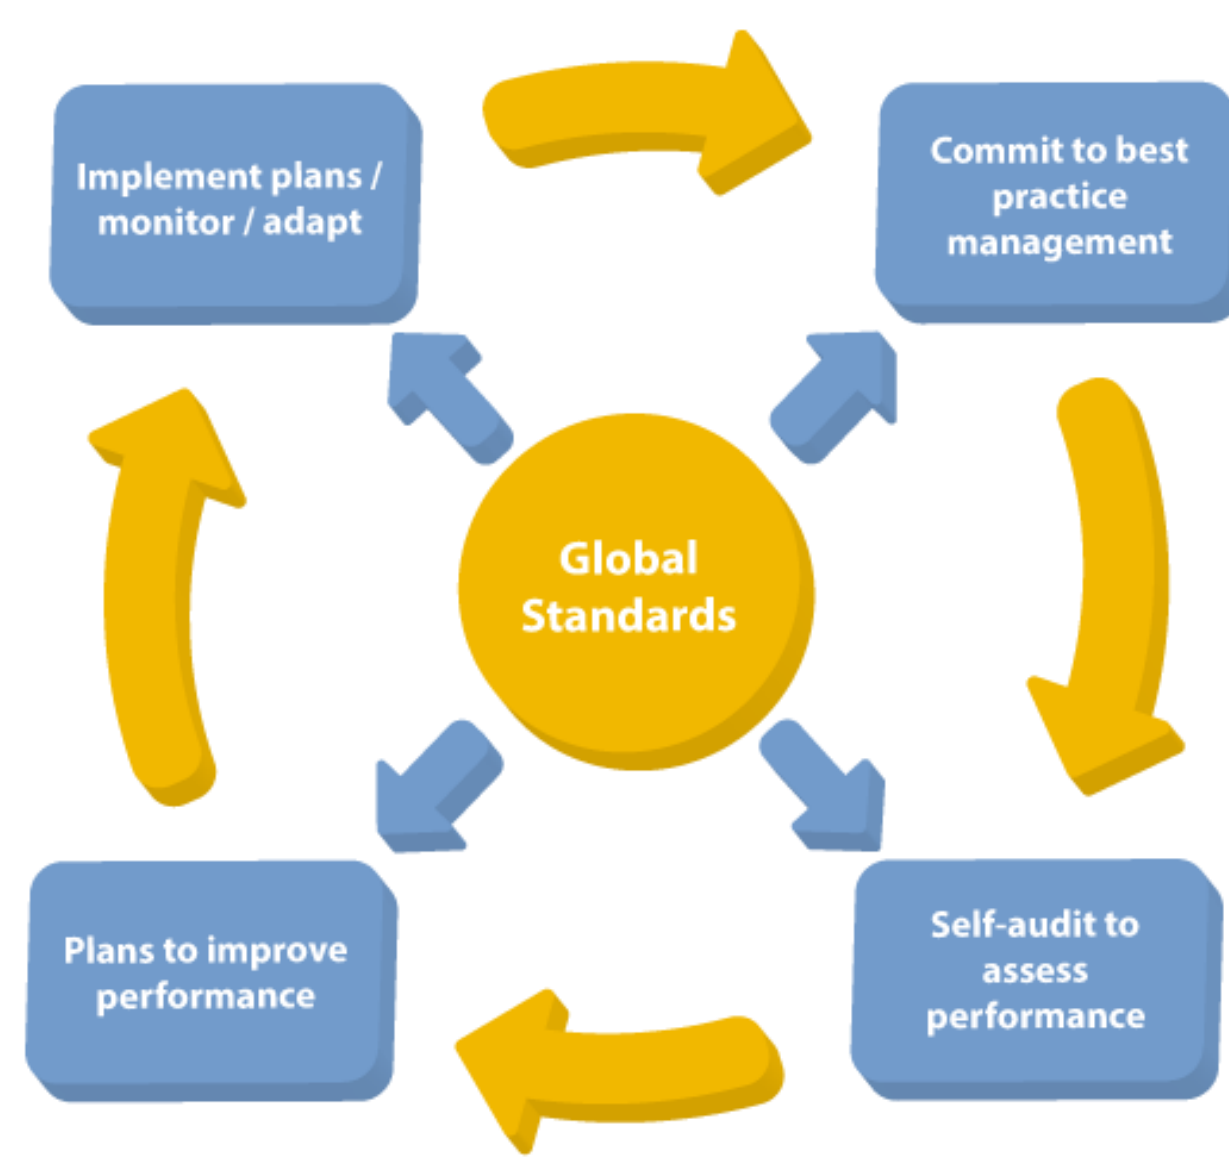 Implement plans /
monitor / adapt
Commit to best
practice
management
Global
Standards
Plans to improve
performance
Self-audit to
assess
performance